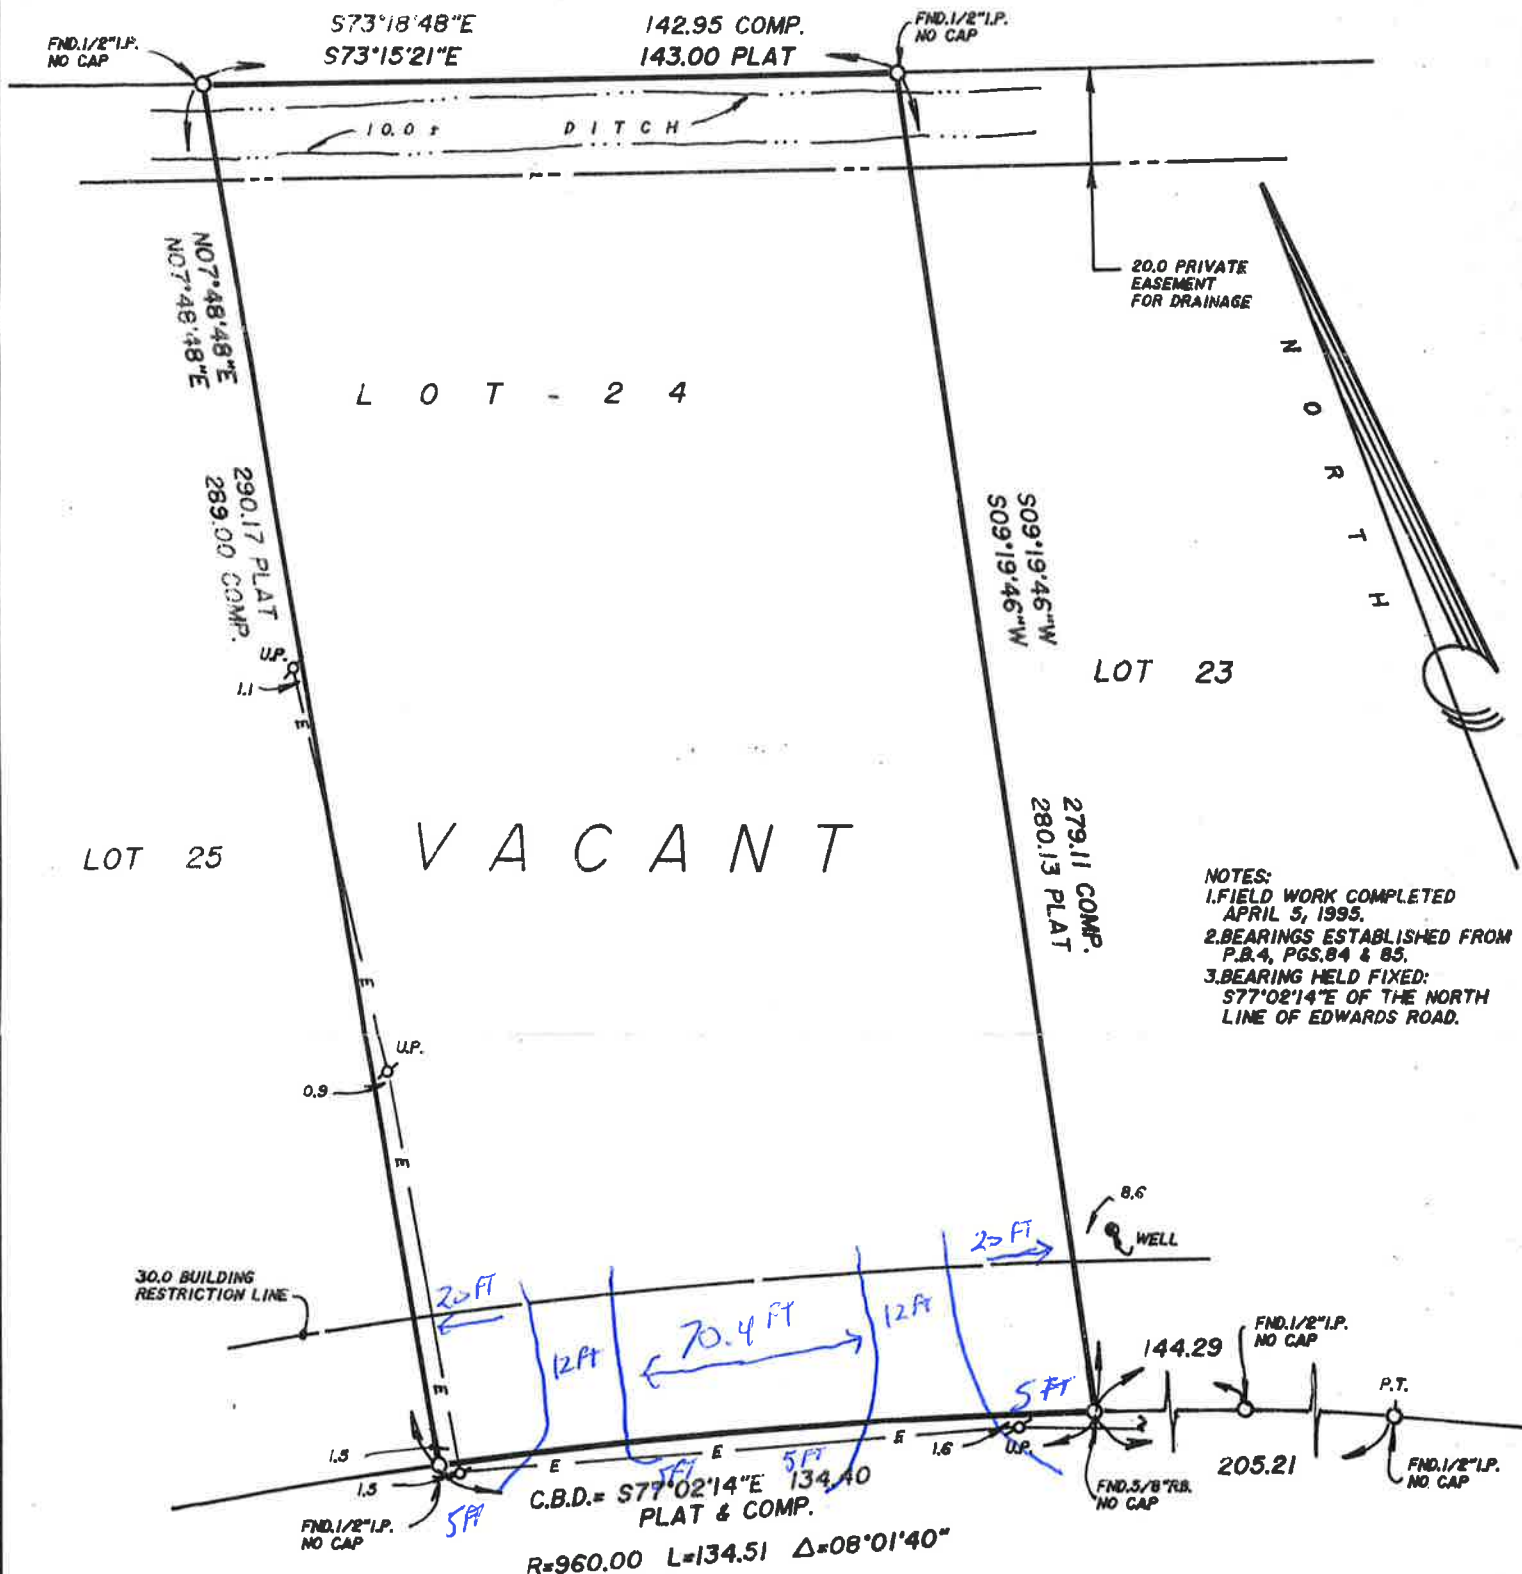 S73°18'48"E 142.95 COMP.
S73°15'21"E 143.00 PLAT
FND.1/2"I.P.
NO CAP
FND.1/2"I.P.
NO CAP
10.0 ±
DITCH
20.0 PRIVATE
EASEMENT
FOR DRAINAGE
NORTH
N07°48'48"E
N07°48'48"E
LOT - 24
290.17 PLAT
289.00 COMP.
S09°19'46"W
S09°19'46"W
U.P.
1.1
E
LOT 23
LOT 25
VACANT
279.11 COMP.
280.13 PLAT
NOTES:
1.FIELD WORK COMPLETED
APRIL 5, 1995.
2.BEARINGS ESTABLISHED FROM
P.B.4, PGS.84 & 85.
3.BEARING HELD FIXED:
S77°02'14"E OF THE NORTH
LINE OF EDWARDS ROAD.
E
U.P.
0.9
E
8.6
WELL
30.0 BUILDING
RESTRICTION LINE
20 FT
20 FT
12 FT
70.4 FT
12 FT
5 FT
E
144.29
FND.1/2"I.P.
NO CAP
P.T.
1.5
1.5
E
E
E
1.6
U.P.
5 FT
5 FT
5 FT
205.21
FND.1/2"I.P.
NO CAP
FND.5/8"R.B.
NO CAP
FND.1/2"I.P.
NO CAP
C.B.D.= S77°02'14"E 134.40
PLAT & COMP.
R=960.00 L=134.51 Δ=08°01'40"